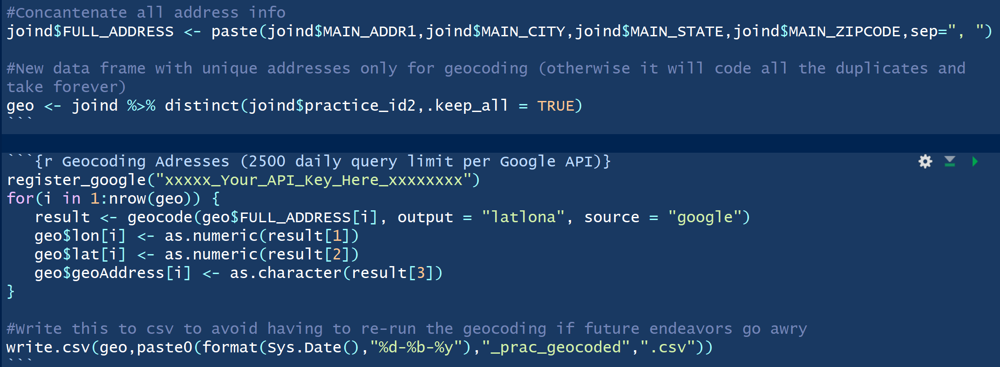 #Concantenate all address info
joind$FULL_ADDRESS <- paste(joind$MAIN_ADDR1,joind$MAIN_CITY,joind$MAIN_STATE,joind$MAIN_ZIPCODE,sep=", ")
#New data frame with unique addresses only for geocoding (otherwise it will code all the duplicates and
take forever)
geo <- joind %>% distinct(joind$practice_id2,.keep_all = TRUE)
```
```{r Geocoding Adresses (2500 daily query limit per Google API)}
register_google("xxxxx_Your_API_Key_Here_xxxxxxxx")
for(i in 1:nrow(geo)) {
   result <- geocode(geo$FULL_ADDRESS[i], output = "latlona", source = "google")
   geo$lon[i] <- as.numeric(result[1])
   geo$lat[i] <- as.numeric(result[2])
   geo$geoAddress[i] <- as.character(result[3])
}
#Write this to csv to avoid having to re-run the geocoding if future endeavors go awry
write.csv(geo,paste0(format(Sys.Date(),"%d-%b-%y"),"_prac_geocoded",".csv"))
```